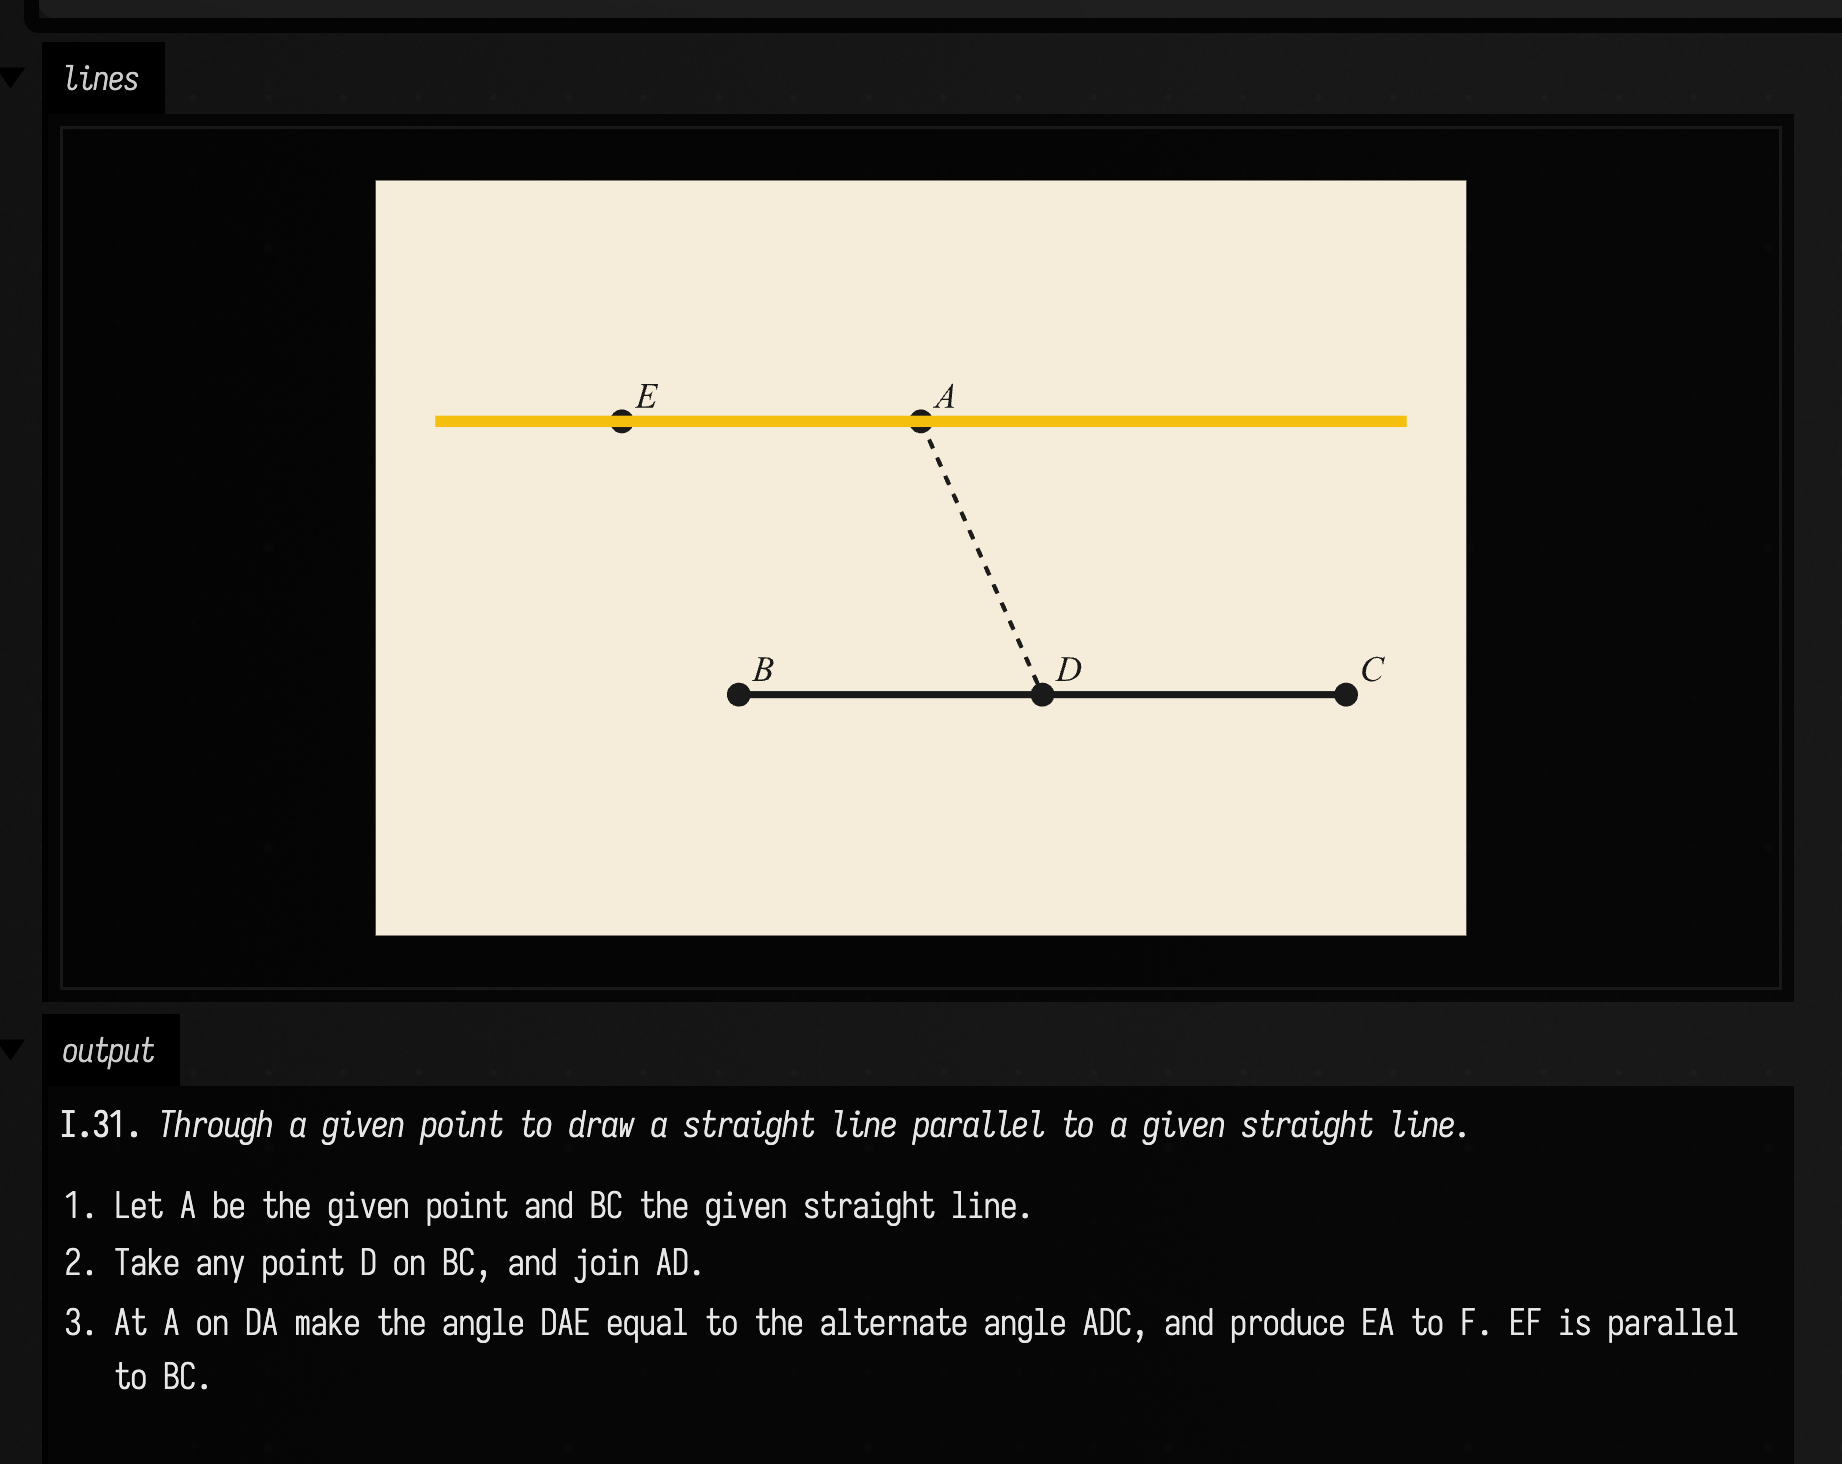 lines
E
A
B
D
C
output
I.31. Through a given point to draw a straight line parallel to a given straight line.
1. Let A be the given point and BC the given straight line.
2. Take any point D on BC, and join AD.
3. At A on DA make the angle DAE equal to the alternate angle ADC, and produce EA to F. EF is parallel
to BC.